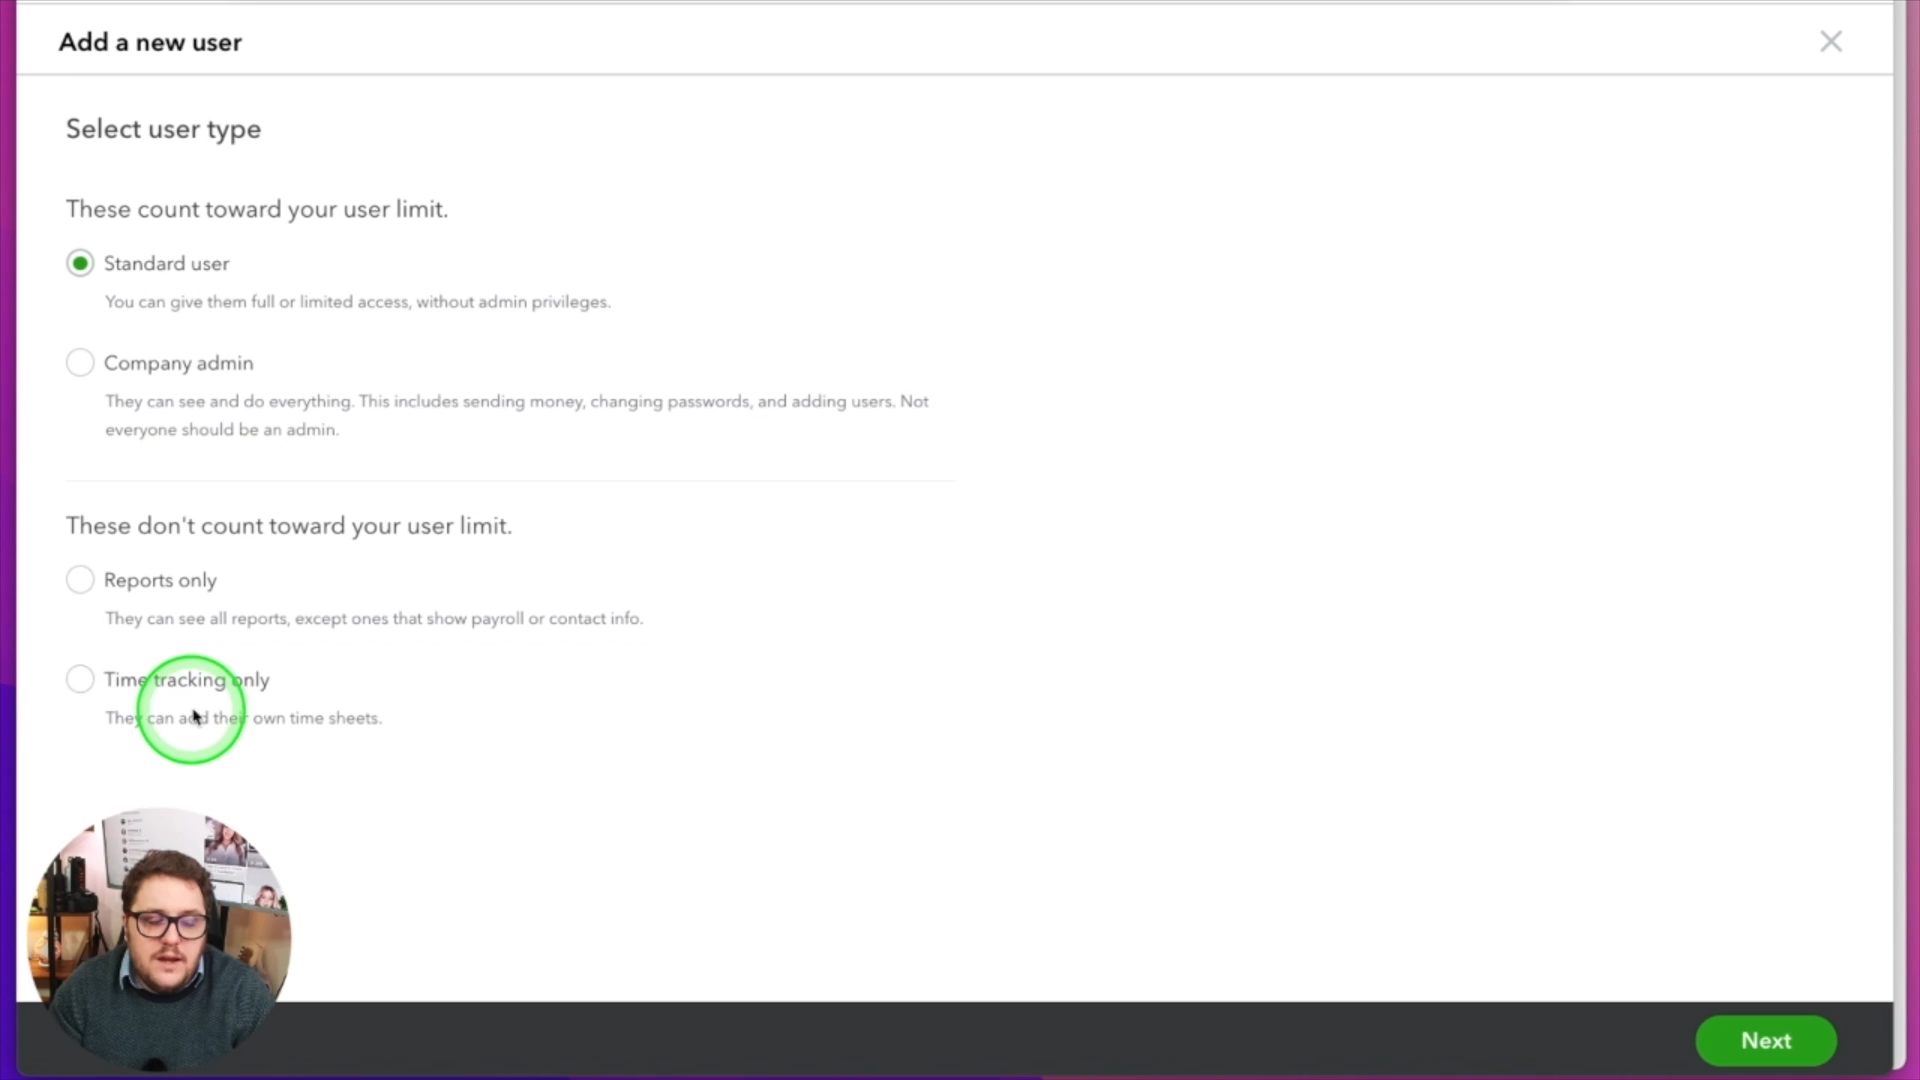 Add a new user
Select user type
These count toward your user limit.
Standard user
You can give them full or limited access, without admin privileges.
Company admin
They can see and do everything. This includes sending money, changing passwords, and adding users. Not
everyone should be an admin.
These don't count toward your user limit.
Reports only
They can see all reports, except ones that show payroll or contact info.
Time tracking only
They can add their own time sheets.
Next